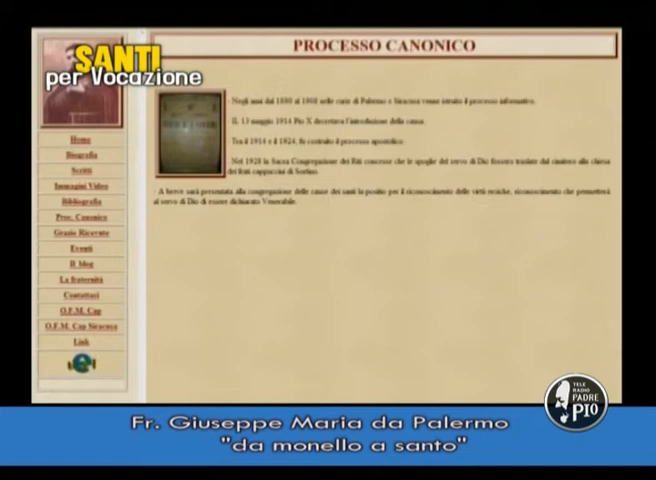 SANTI
per Vocazione
PROCESSO CANONICO
- Negli anni dal 1890 al 1908 nelle curie di Palermo e Siracusa venne istruito il processo informativo.
- Il 13 maggio 1914 Pio X decretava l'introduzione della causa.
- Tra il 1914 e il 1924, fu costruito il processo apostolico
- Nel 1928 la Sacra Congregazione dei Riti concesse che le spoglie del servo di Dio fossero traslate dal cimitero alla chiesa
dei frati cappuccini di Sortino.
- A breve sarà presentata alla congregazione delle cause dei santi la positio per il riconoscimento delle virtù eroiche, riconoscimento che permetterà
al servo di Dio di essere dichiarato Venerabile.
Home
Biografia
Scritti
Immagini Video
Bibliografia
Proc. Canonico
Grazie Ricevute
Eventi
Il blog
La fraternità
Contattaci
O.F.M. Cap
O.F.M. Cap Siracusa
Link
TELE
RADIO
PADRE
PIO
Fr. Giuseppe Maria da Palermo
"da monello a santo"